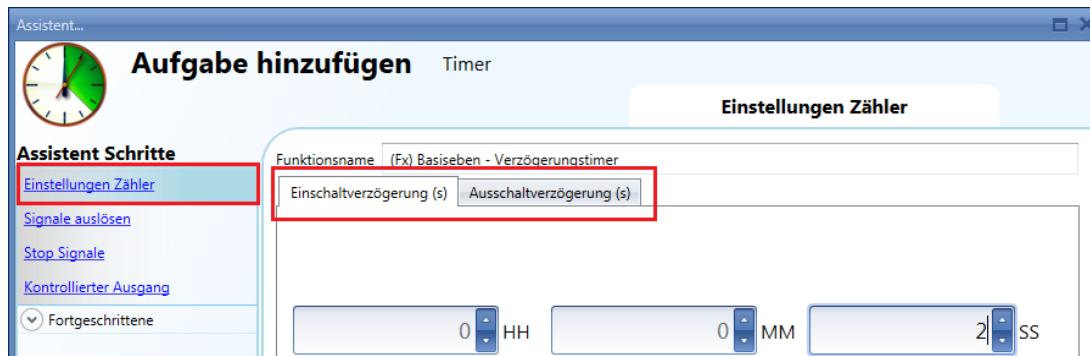 Assistent...
Aufgabe hinzufügen Timer
Einstellungen Zähler
Assistent Schritte
Einstellungen Zähler
Signale auslösen
Stop Signale
Kontrollierter Ausgang
Fortgeschrittene
Funktionsname (Fx) Basiseben - Verzögerungstimer
Einschaltverzögerung (s) Ausschaltverzögerung (s)
0 HH 0 MM 2 SS